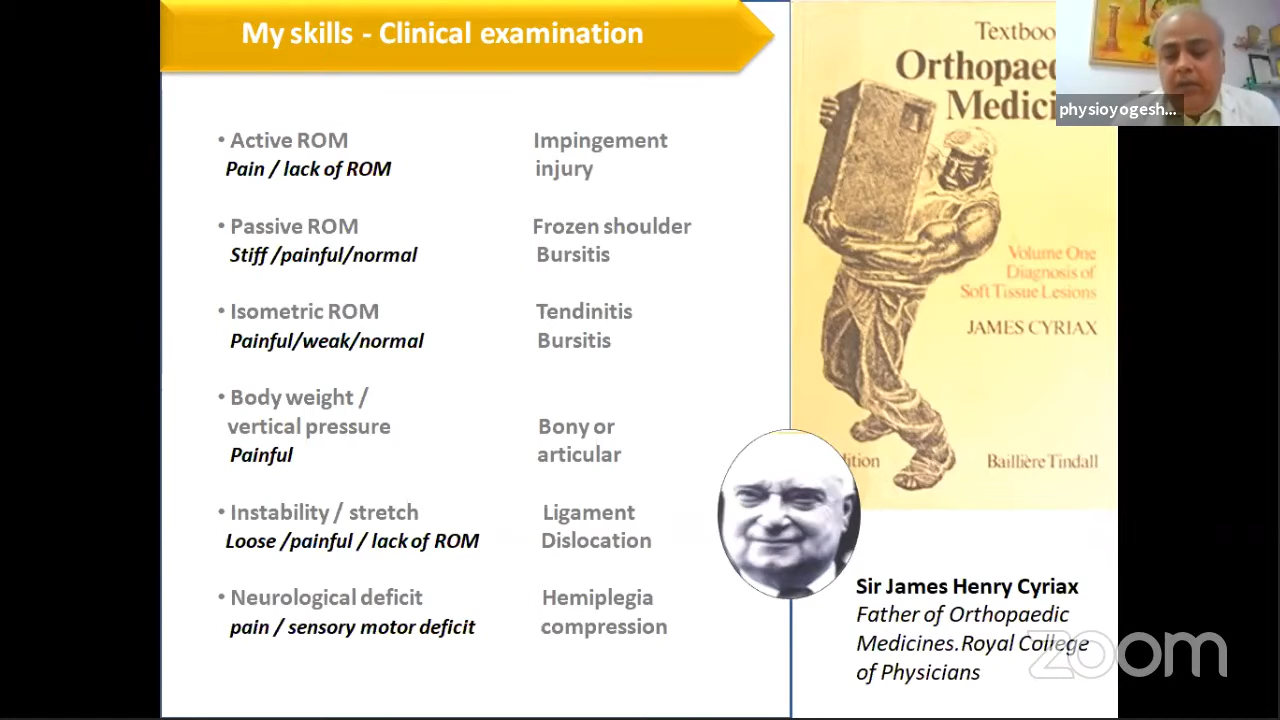 My skills - Clinical examination
• Active ROM Impingement
Pain / lack of ROM injury
• Passive ROM Frozen shoulder
Stiff /painful/normal Bursitis
• Isometric ROM Tendinitis
Painful/weak/normal Bursitis
• Body weight /
vertical pressure Bony or
Painful articular
• Instability / stretch Ligament
Loose /painful / lack of ROM Dislocation
• Neurological deficit Hemiplegia
pain / sensory motor deficit compression
Textboo
Orthopaed
Medici
Volume One
Diagnosis of
Soft Tissue Lesions
JAMES CYRIAX
ition Baillière Tindall
physioyogesh...
Sir James Henry Cyriax
Father of Orthopaedic
Medicines.Royal College
of Physicians
zoom